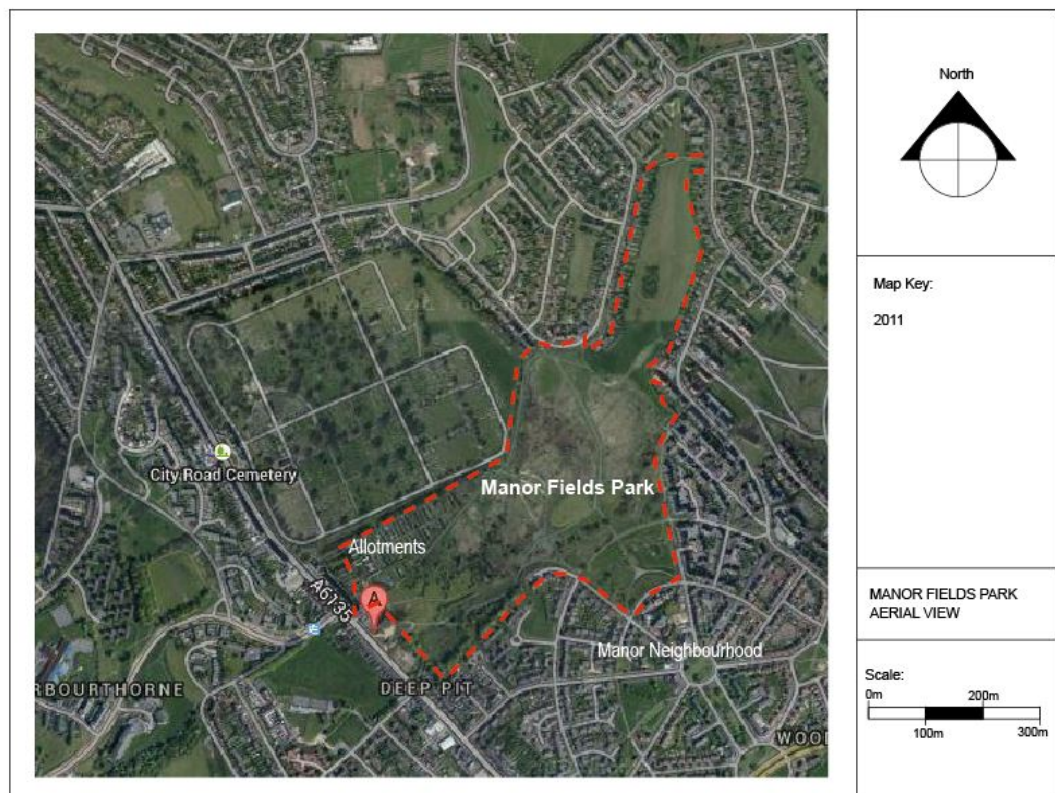 North
Map Key:
2011
City Road Cemetery
Manor Fields Park
Allotments
A6135
A
Manor Neighbourhood
RBOURTHORNE
DEEP PIT
WOOD
MANOR FIELDS PARK
AERIAL VIEW
Scale:
0m 200m
100m 300m